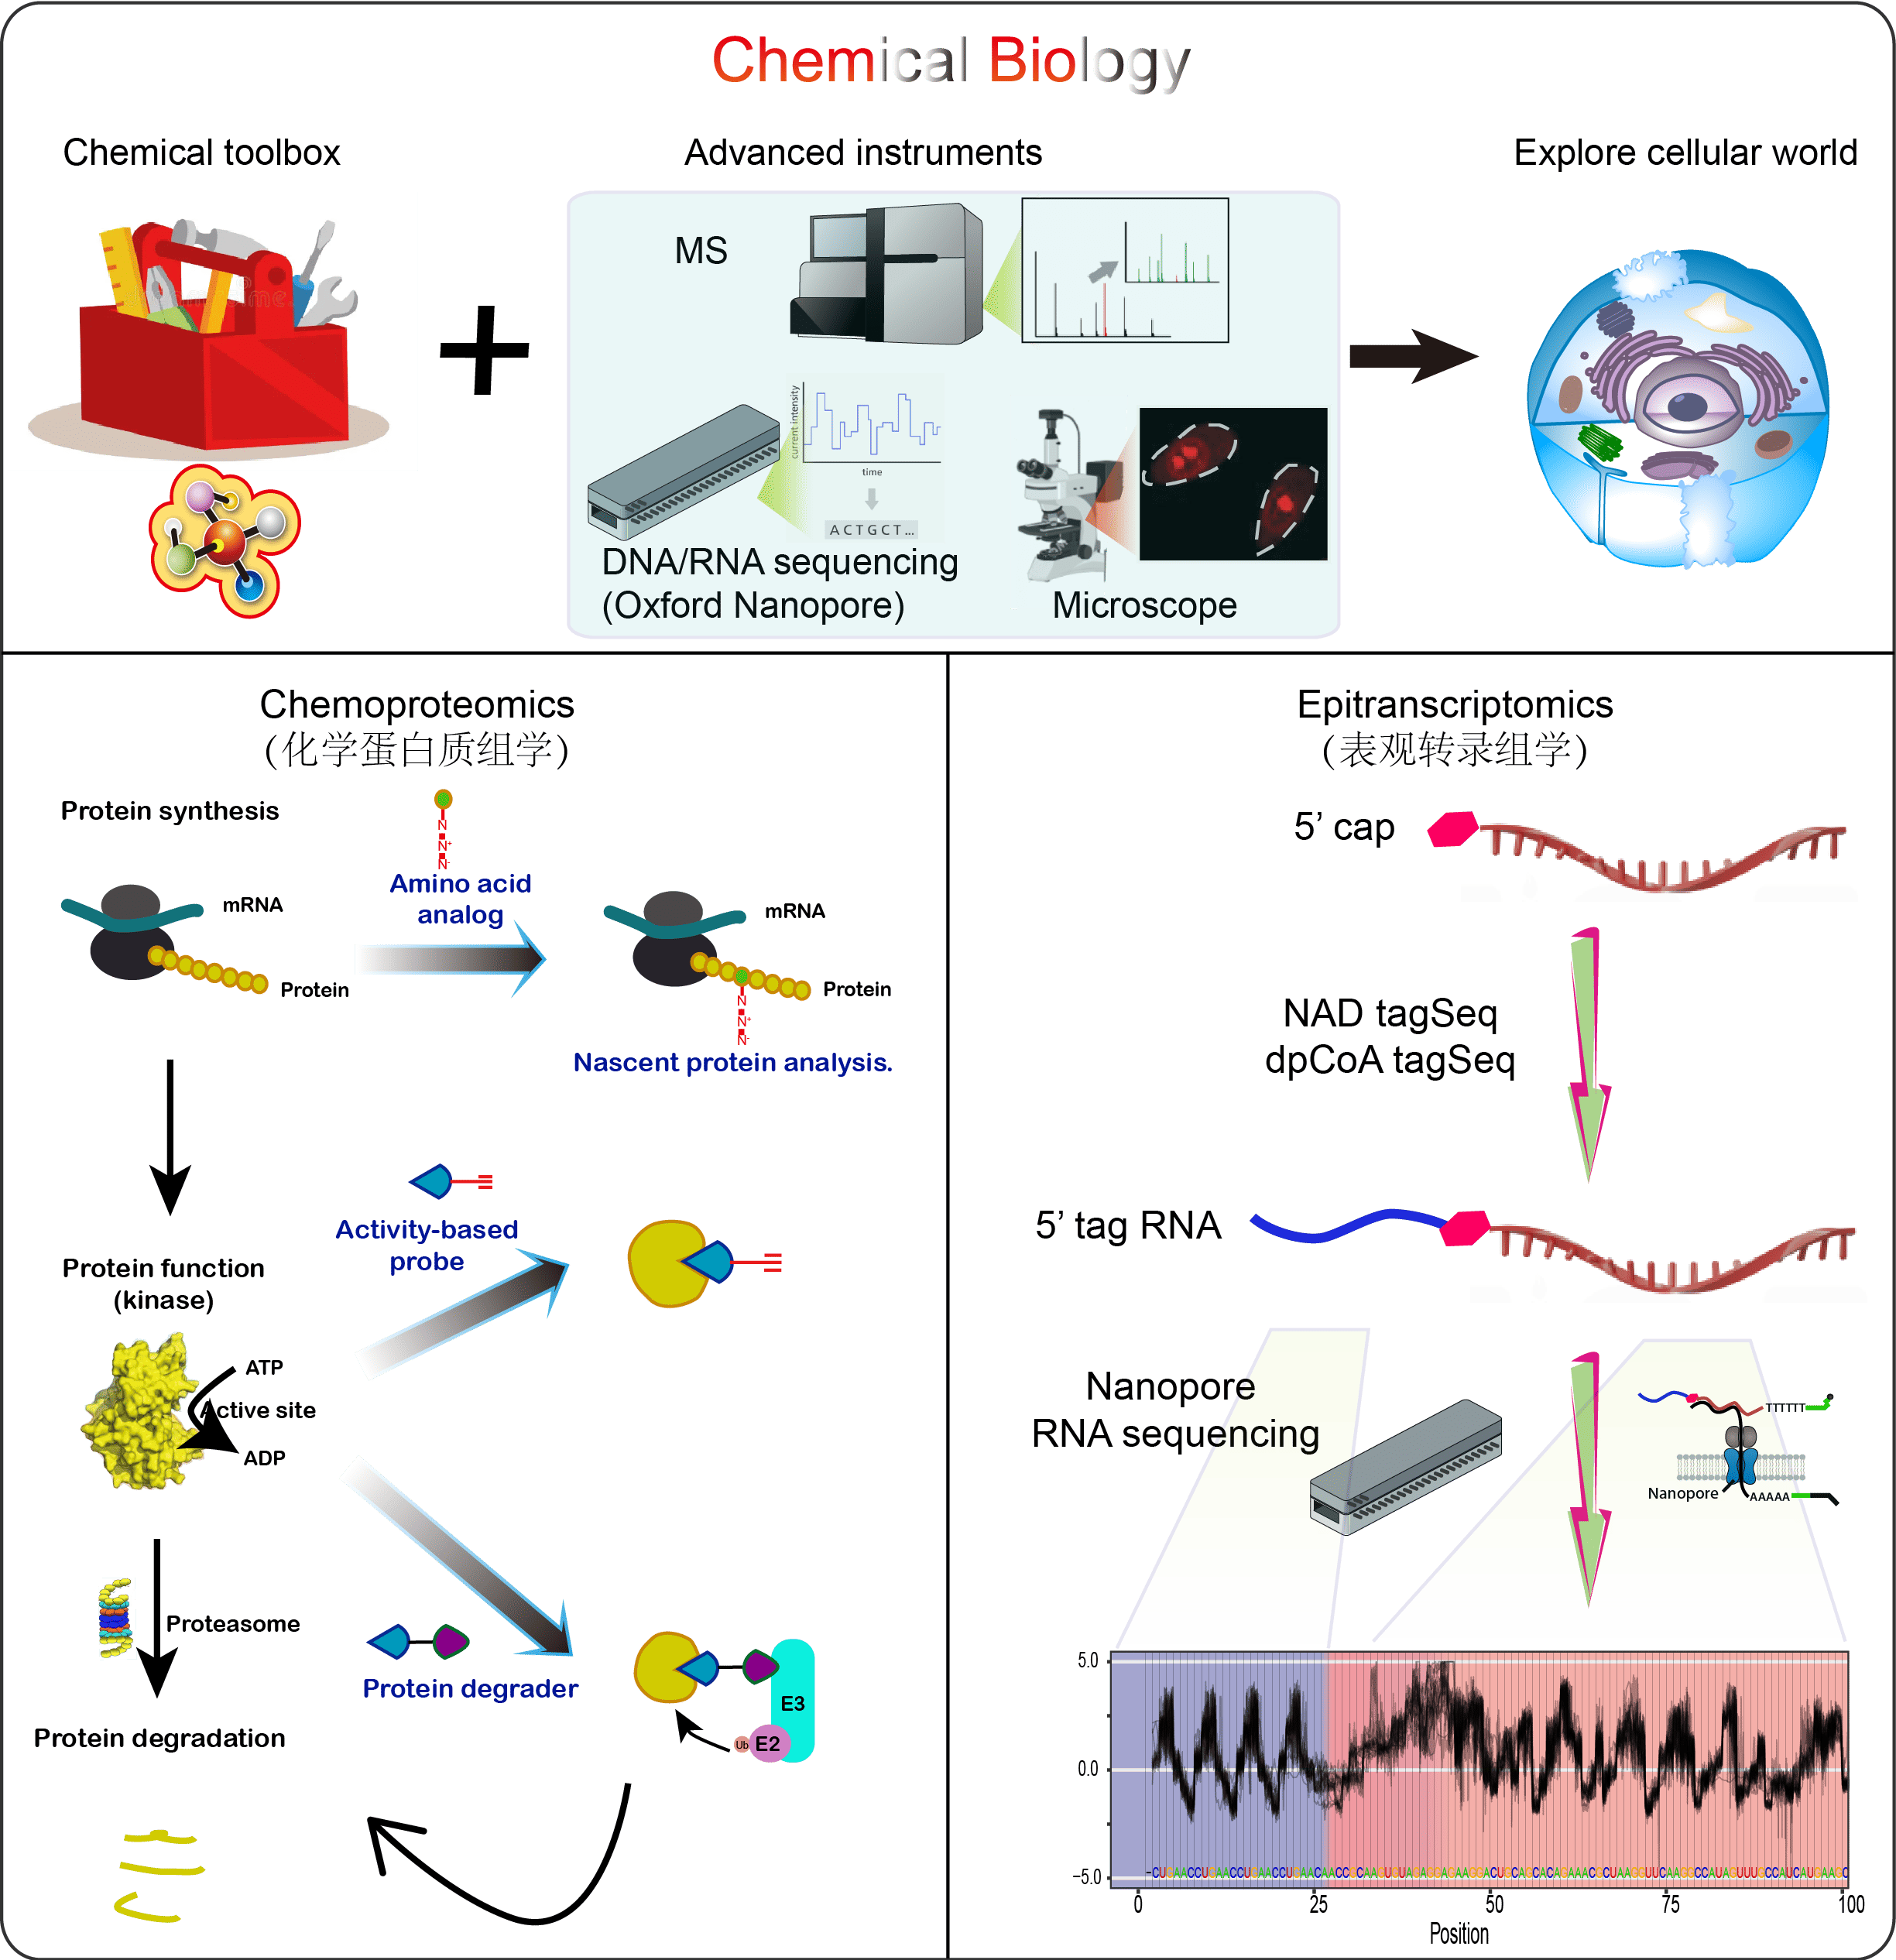 Chemical Biology
Chemical toolbox
Advanced instruments
Explore cellular world
MS
current intensity
time
ACTGCT...
DNA/RNA sequencing
(Oxford Nanopore)
Microscope
Chemoproteomics
(化学蛋白质组学)
Protein synthesis
N
N+
N-
Amino acid
analog
mRNA
Protein
mRNA
Protein
N
N+
N-
Nascent protein analysis.
Activity-based
probe
Protein function
(kinase)
ATP
Active site
ADP
Proteasome
Protein degrader
E3
Ub
E2
Protein degradation
Epitranscriptomics
(表观转录组学)
5’ cap
NAD tagSeq
dpCoA tagSeq
5’ tag RNA
Nanopore
RNA sequencing
TTTTTT
Nanopore
AAAAA
5.0
0.0
−5.0
0
25
50
75
100
Position